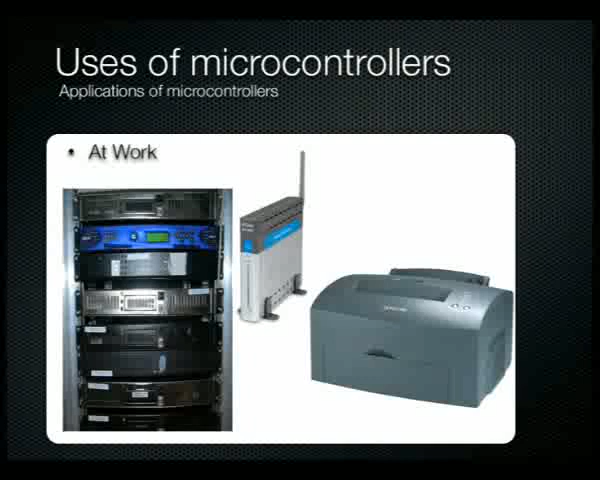 Uses of microcontrollers
Applications of microcontrollers
• At Work